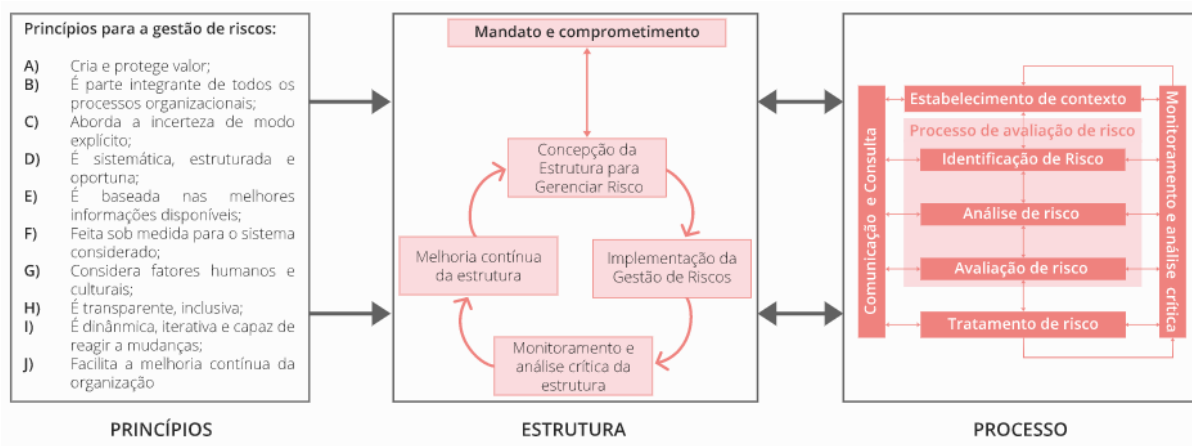 Princípios para a gestão de riscos:
A) Cria e protege valor;
B) É parte integrante de todos os
processos organizacionais;
C) Aborda a incerteza de modo
explícito;
D) É sistemática, estruturada e
oportuna;
E) É baseada nas melhores
informações disponíveis;
F) Feita sob medida para o sistema
considerado;
G) Considera fatores humanos e
culturais;
H) É transparente, inclusiva;
I) É dinânmica, iterativa e capaz de
reagir a mudanças;
J) Facilita a melhoria contínua da
organização
PRINCÍPIOS
Mandato e comprometimento
Concepção da
Estrutura para
Gerenciar Risco
Melhoria contínua
da estrutura
Implementação da
Gestão de Riscos
Monitoramento e
análise crítica da
estrutura
ESTRUTURA
Comunicação e Consulta
Estabelecimento de contexto
Processo de avaliação de risco
Identificação de Risco
Análise de risco
Avaliação de risco
Tratamento de risco
Monitoramento e análise crítica
PROCESSO